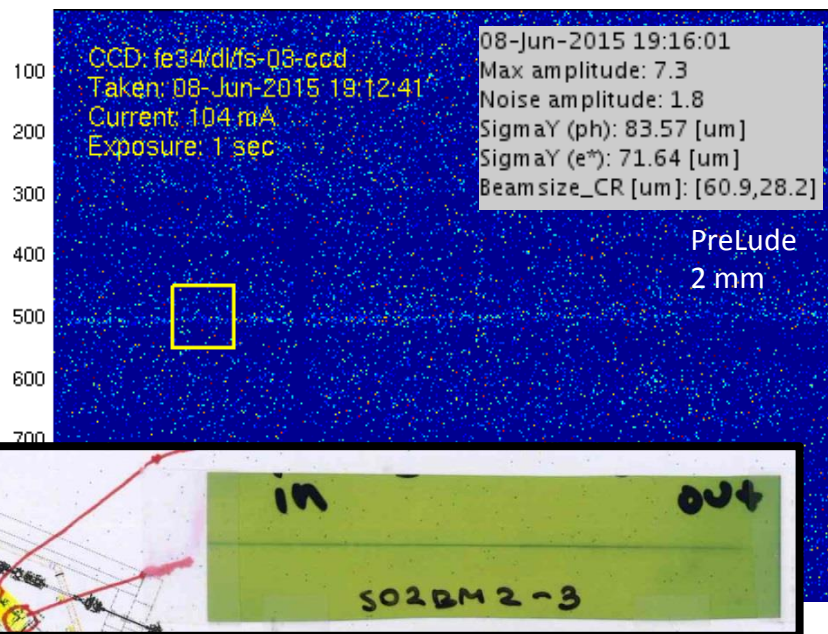 CCD: fe34/di/fs-03-ccd
Taken: 08-Jun-2015 19:12:41
Current: 104 mA
Exposure: 1 sec
08-Jun-2015 19:16:01
Max amplitude: 7.3
Noise amplitude: 1.8
SigmaY (ph): 83.57 [um]
SigmaY (e*): 71.64 [um]
Beamsize_CR [um]: [60.9,28.2]
PreLude
2 mm
100
200
300
400
500
600
700
in
out
S02BM2-3